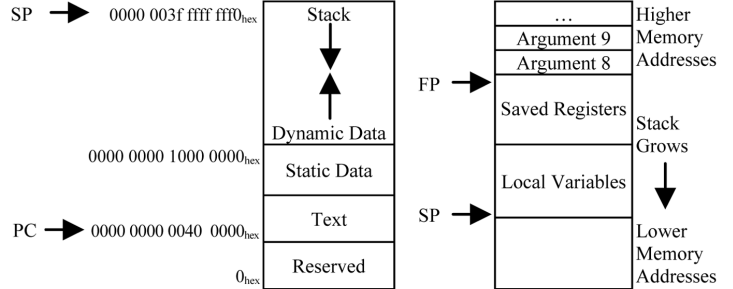 SP
0000 003f ffff fff0hex
Stack
Dynamic Data
0000 0000 1000 0000hex
Static Data
PC
0000 0000 0040 0000hex
Text
Reserved
0hex
…
Argument 9
Argument 8
FP
Saved Registers
Local Variables
SP
Higher
Memory
Addresses
Stack
Grows
Lower
Memory
Addresses